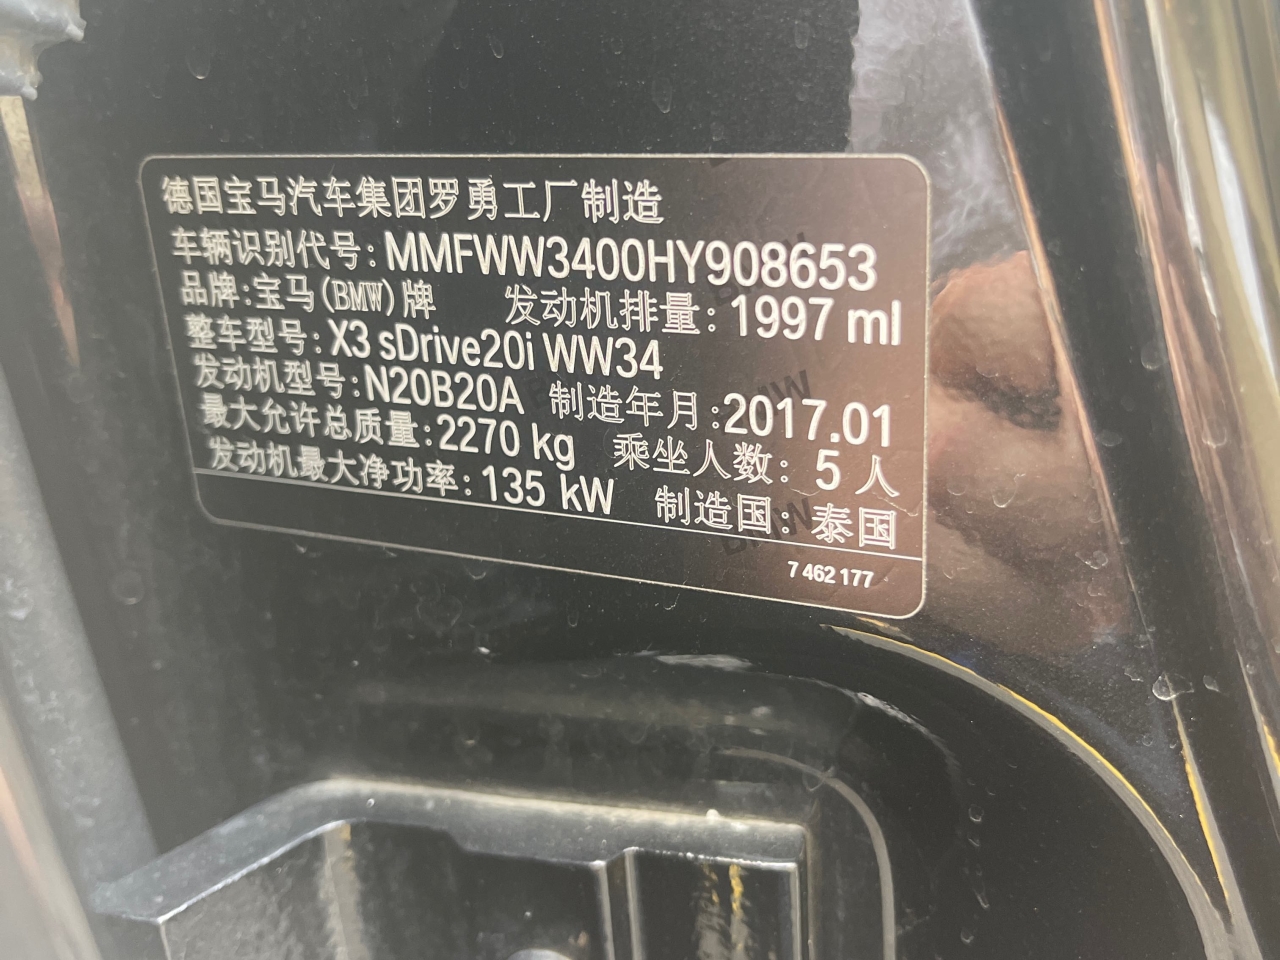 德国宝马汽车集团罗勇工厂制造
车辆识别代号:MMFWW3400HY908653
品牌:宝马(BMW)牌 发动机排量: 1997 ml
整车型号: X3 sDrive20i WW34
发动机型号:N20B20A 制造年月:2017.01
最大允许总质量:2270 kg 乘坐人数: 5 人
发动机最大净功率: 135 kW 制造国: 泰国
7 462 177